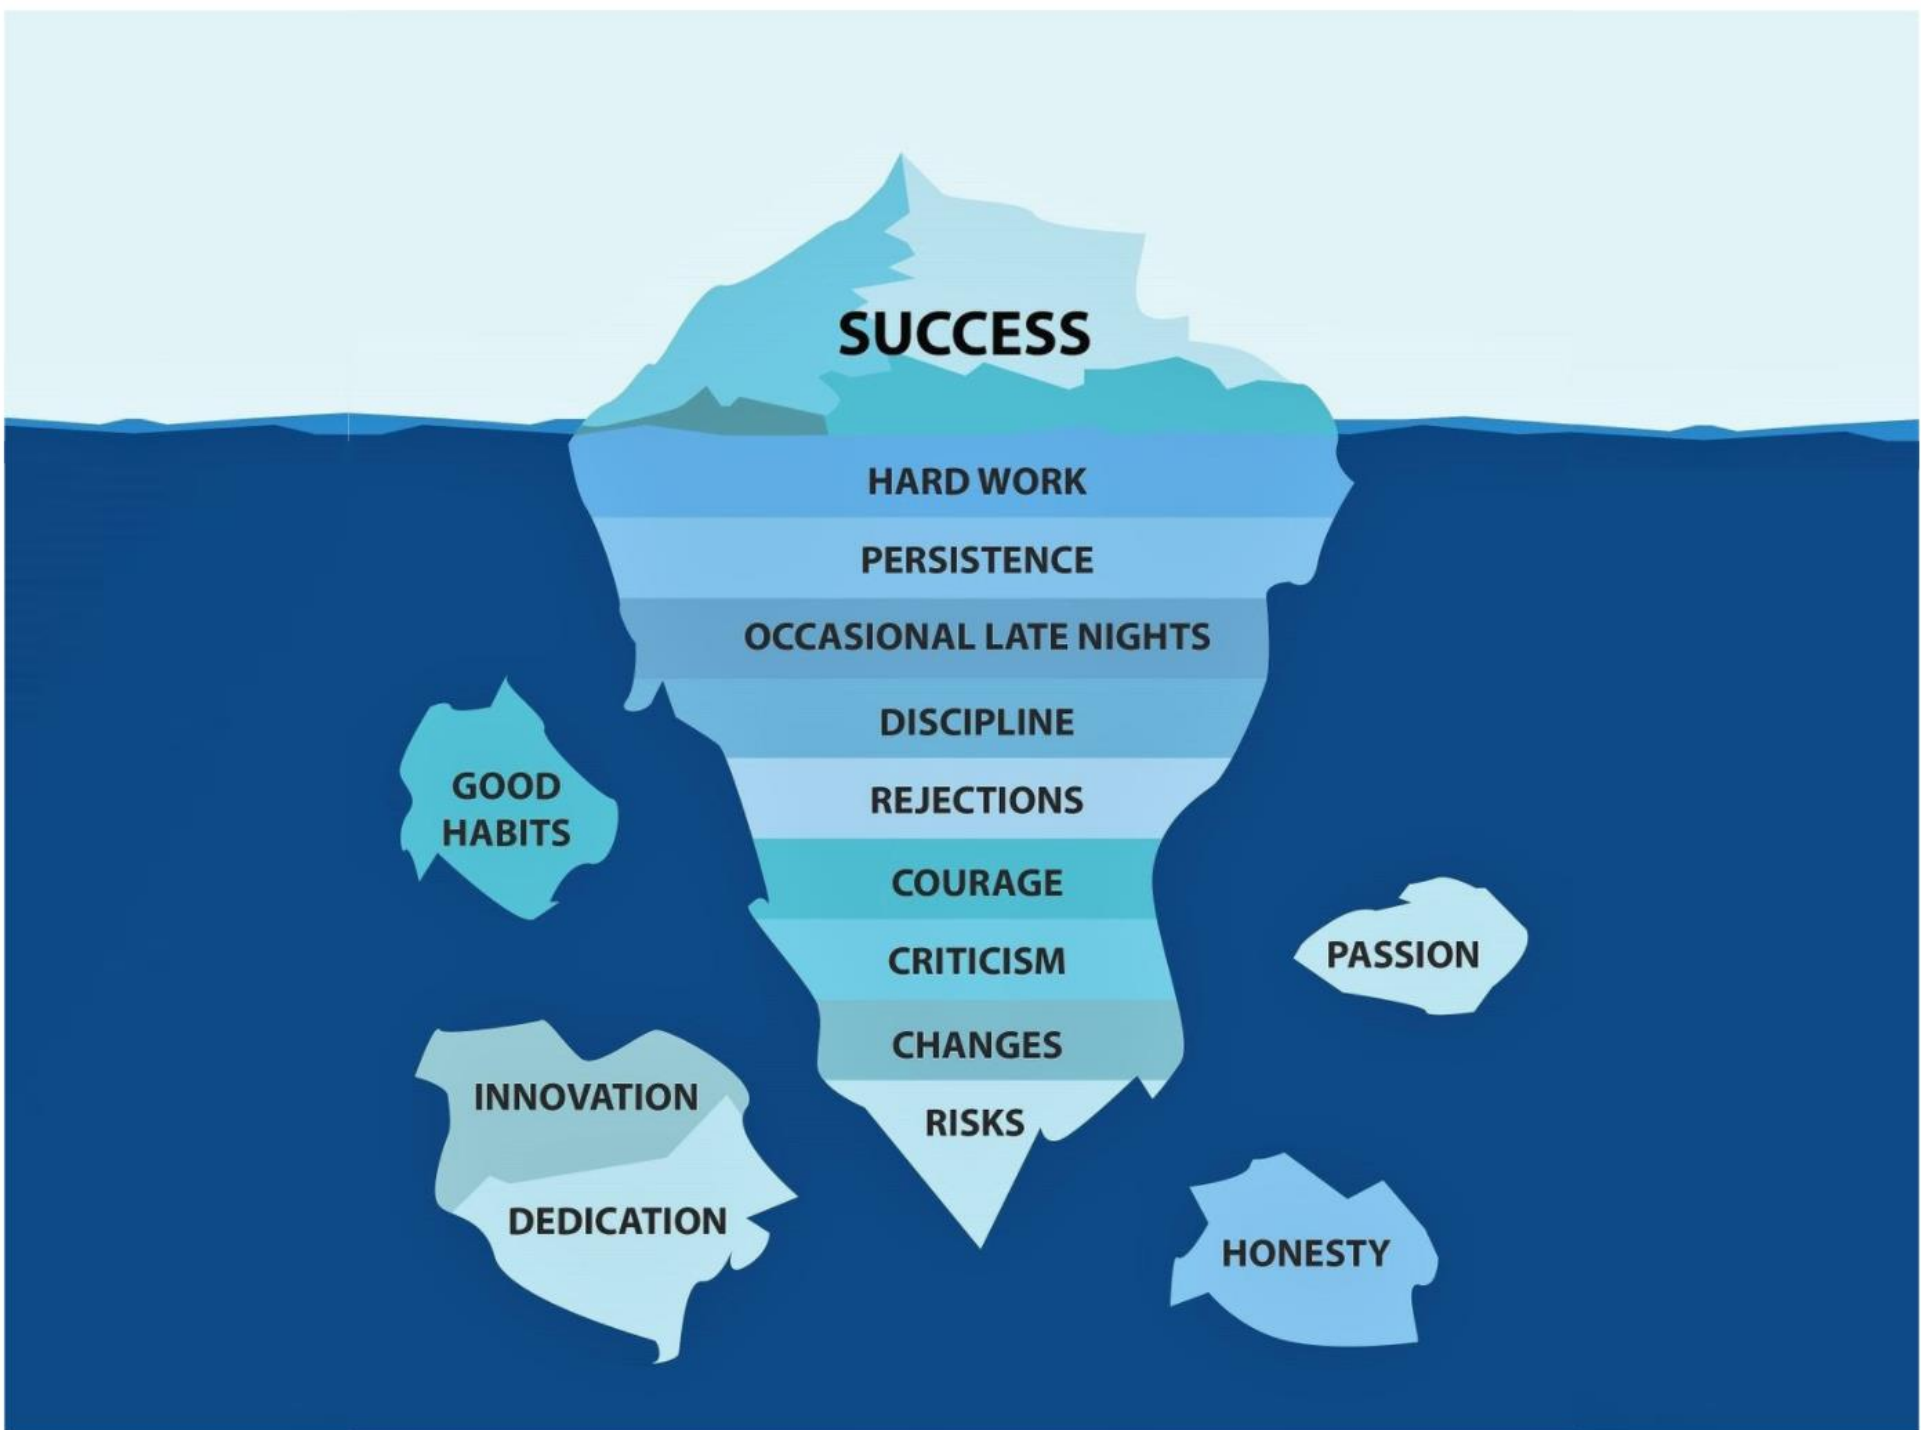 SUCCESS
HARD WORK
PERSISTENCE
OCCASIONAL LATE NIGHTS
DISCIPLINE
REJECTIONS
COURAGE
CRITICISM
CHANGES
RISKS
GOOD
HABITS
INNOVATION
DEDICATION
PASSION
HONESTY